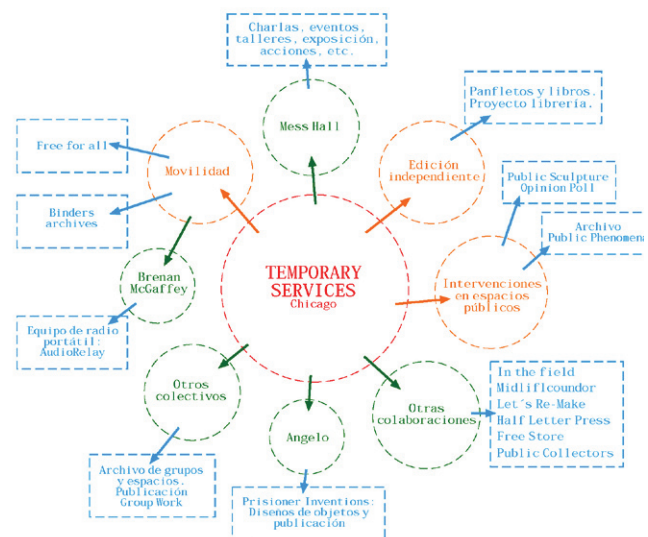 Charlas, eventos,
talleres, exposición,
acciones, etc.
Mess Hall
Panfletos y libros.
Proyecto librería.
Edición
independiente
Public Sculpture
Opinion Poll
Archivo
Public Phenomena
Intervenciones
en espacios
públicos
In the field
Midliflcoundor
Let´s Re-Make
Half Letter Press
Free Store
Public Collectors
Otras
colaboraciones
Prisioner Inventions:
Disenos de objetos y
publicación
Angelo
Archivo de grupos
y espacios.
Publicación
Group Work
Otros
colectivos
Equipo de radio
portátil:
AudioRelay
Brenan
McGaffey
Binders
archives
Free for all
Movilidad
TEMPORARY
SERVICES
Chicago